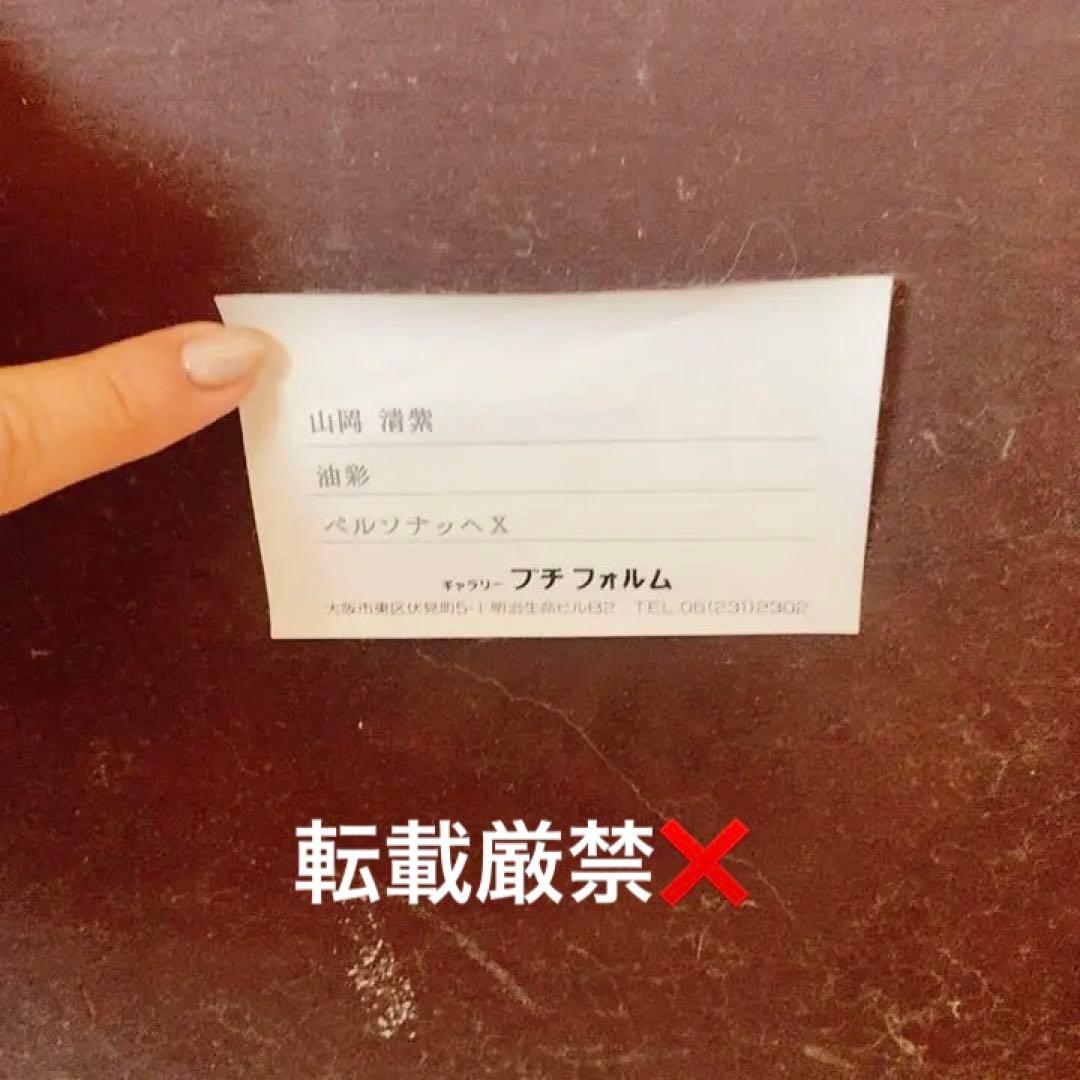 山岡 清紫
油彩
ペルソナッヘX
ギャラリー プチフォルム
大阪市東区伏見町5-1 明治生命ビルB2 TEL 06(231)2302
転載厳禁❌